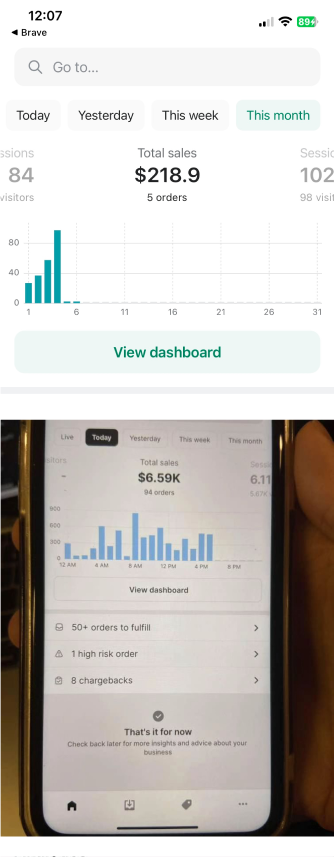 12:07
89
◄ Brave
Go to...
Today Yesterday This week This month
ssions Total sales Sessic
84 $218.9 102
visitors 5 orders 98 visit
80
40
0
1 6 11 16 21 26 31
View dashboard
Live Today Yesterday This week This month
isitors Total sales Sessi
- $6.59K 6.11
94 orders 5.67K
600
300
0
12 AM 4 AM 8 AM 12 PM 4 PM 8 PM
View dashboard
50+ orders to fulfill
1 high risk order
8 chargebacks
That's it for now
Check back later for more insights and advice about your
business